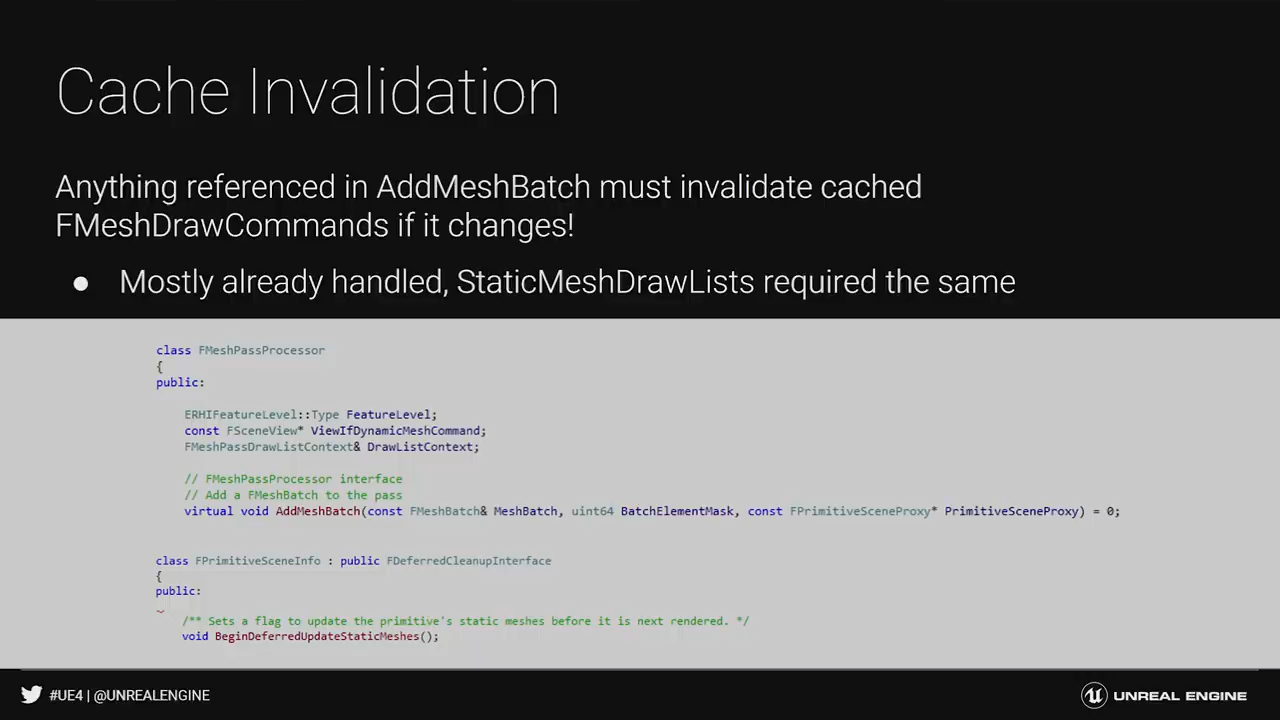 Cache Invalidation
Anything referenced in AddMeshBatch must invalidate cached
FMeshDrawCommands if it changes!
● Mostly already handled, StaticMeshDrawLists required the same
class FMeshPassProcessor
{
public:
ERHIFeatureLevel::Type FeatureLevel;
const FSceneView* ViewIfDynamicMeshCommand;
FMeshPassDrawListContext& DrawListContext;
// FMeshPassProcessor interface
// Add a FMeshBatch to the pass
virtual void AddMeshBatch(const FMeshBatch& MeshBatch, uint64 BatchElementMask, const FPrimitiveSceneProxy* PrimitiveSceneProxy) = 0;
class FPrimitiveSceneInfo : public FDeferredCleanupInterface
{
public:
/** Sets a flag to update the primitive's static meshes before it is next rendered. */
void BeginDeferredUpdateStaticMeshes();
#UE4 | @UNREALENGINE
UNREAL ENGINE